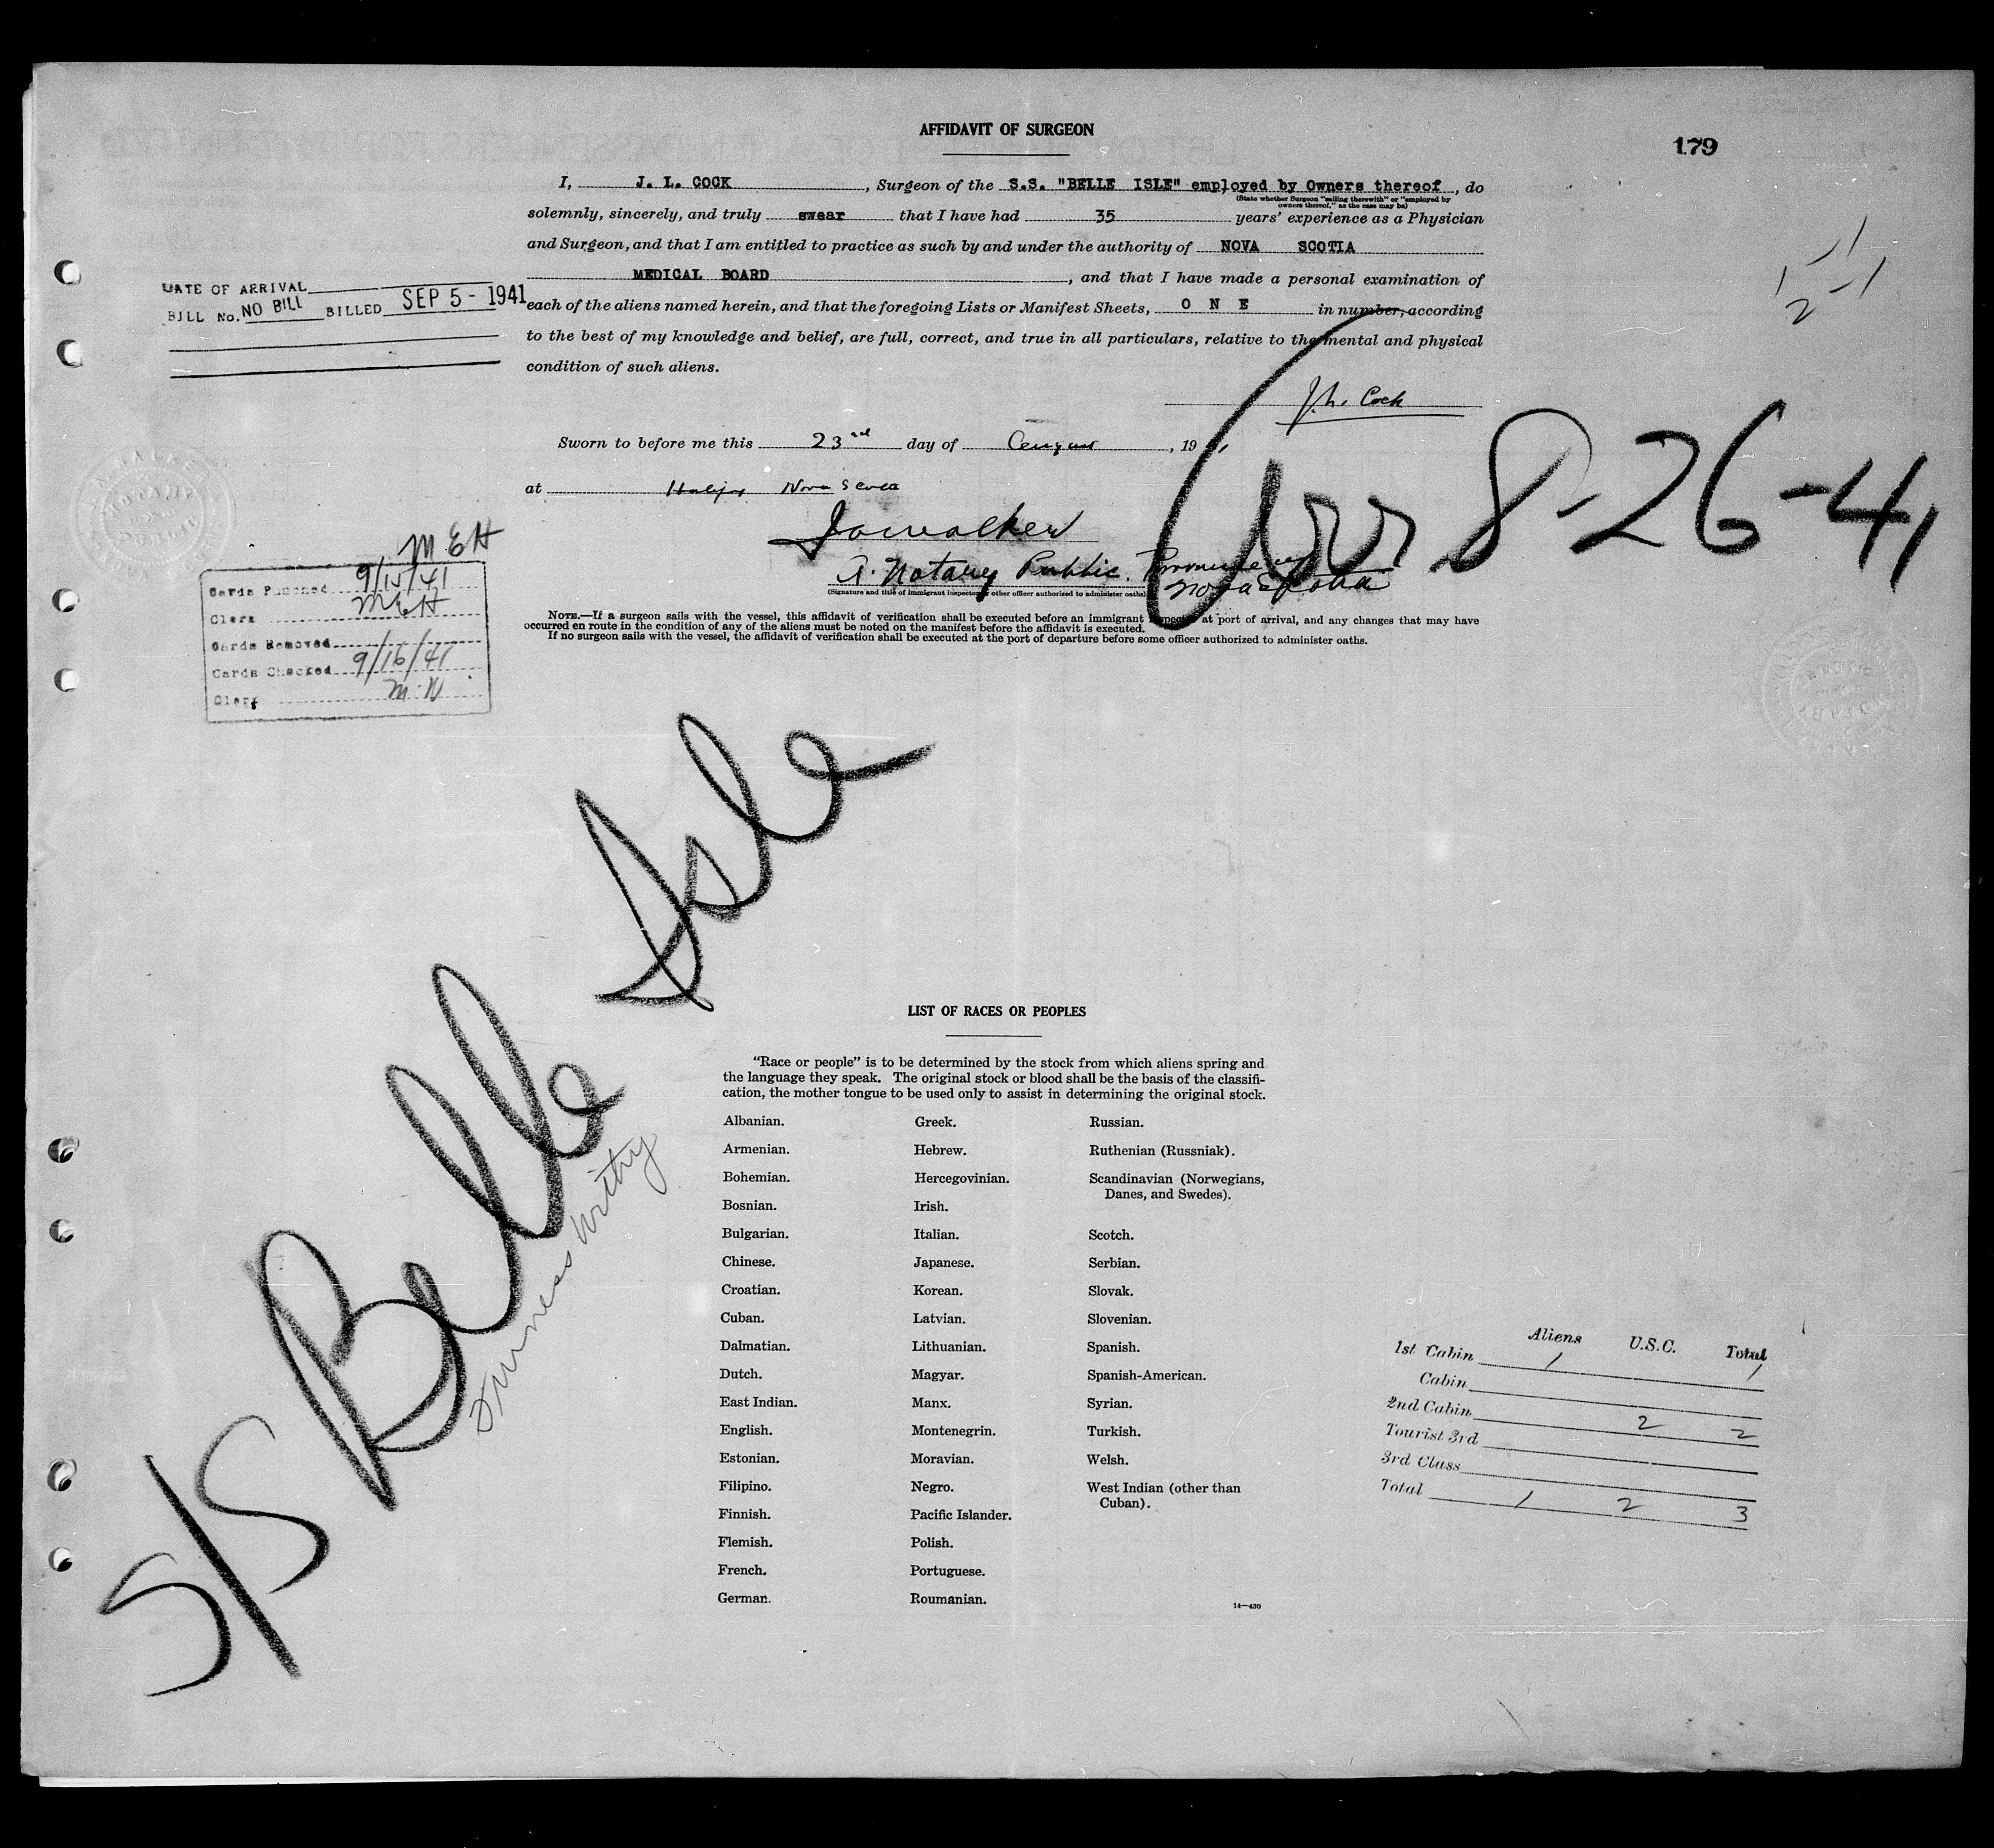 AFFIDAVIT OF SURGEON
179
I, J. L. COCK, Surgeon of the S.S. "BELLE ISLE" employed by Owners thereof, do
(State whether Surgeon "sailing therewith" or "employed by
owners thereof," as the case may be)
solemnly, sincerely, and truly swear that I have had 35 years' experience as a Physician
and Surgeon, and that I am entitled to practice as such by and under the authority of NOVA SCOTIA
MEDICAL BOARD, and that I have made a personal examination of
each of the aliens named herein, and that the foregoing Lists or Manifest Sheets, O N E in number, according
to the best of my knowledge and belief, are full, correct, and true in all particulars, relative to the mental and physical
condition of such aliens.
DATE OF ARRIVAL
BILL No. NO BILL BILLED SEP 5 - 1941
J. L. Cock
Sworn to before me this 23rd day of August, 19
at Halifax Nova Scotia
Arr 8-26-41
A. Notary Public. Province of
Nova Scotia
(Signature and title of immigrant inspector or other officer authorized to administer oaths)
NOTE.—If a surgeon sails with the vessel, this affidavit of verification shall be executed before an immigrant inspector at port of arrival, and any changes that may have
occurred en route in the condition of any of the aliens must be noted on the manifest before the affidavit is executed.
If no surgeon sails with the vessel, the affidavit of verification shall be executed at the port of departure before some officer authorized to administer oaths.
MEH
Cards Punched 9/15/41
Clerk MEH
Cards Removed
Cards Checked 9/16/41
Clerk
S/S Belle Isle
Furness Withy
LIST OF RACES OR PEOPLES
"Race or people" is to be determined by the stock from which aliens spring and
the language they speak. The original stock or blood shall be the basis of the classifi-
cation, the mother tongue to be used only to assist in determining the original stock.
Albanian.
Armenian.
Bohemian.
Bosnian.
Bulgarian.
Chinese.
Croatian.
Cuban.
Dalmatian.
Dutch.
East Indian.
English.
Estonian.
Filipino.
Finnish.
Flemish.
French.
German.
Greek.
Hebrew.
Hercegovinian.
Irish.
Italian.
Japanese.
Korean.
Latvian.
Lithuanian.
Magyar.
Manx.
Montenegrin.
Moravian.
Negro.
Pacific Islander.
Polish.
Portuguese.
Roumanian.
Russian.
Ruthenian (Russniak).
Scandinavian (Norwegians,
Danes, and Swedes).
Scotch.
Serbian.
Slovak.
Slovenian.
Spanish.
Spanish-American.
Syrian.
Turkish.
Welsh.
West Indian (other than
Cuban).
14—430
Aliens U.S.C. Total
1st Cabin 1 1
Cabin
2nd Cabin 2 2
Tourist 3rd
3rd Class
Total 1 2 3